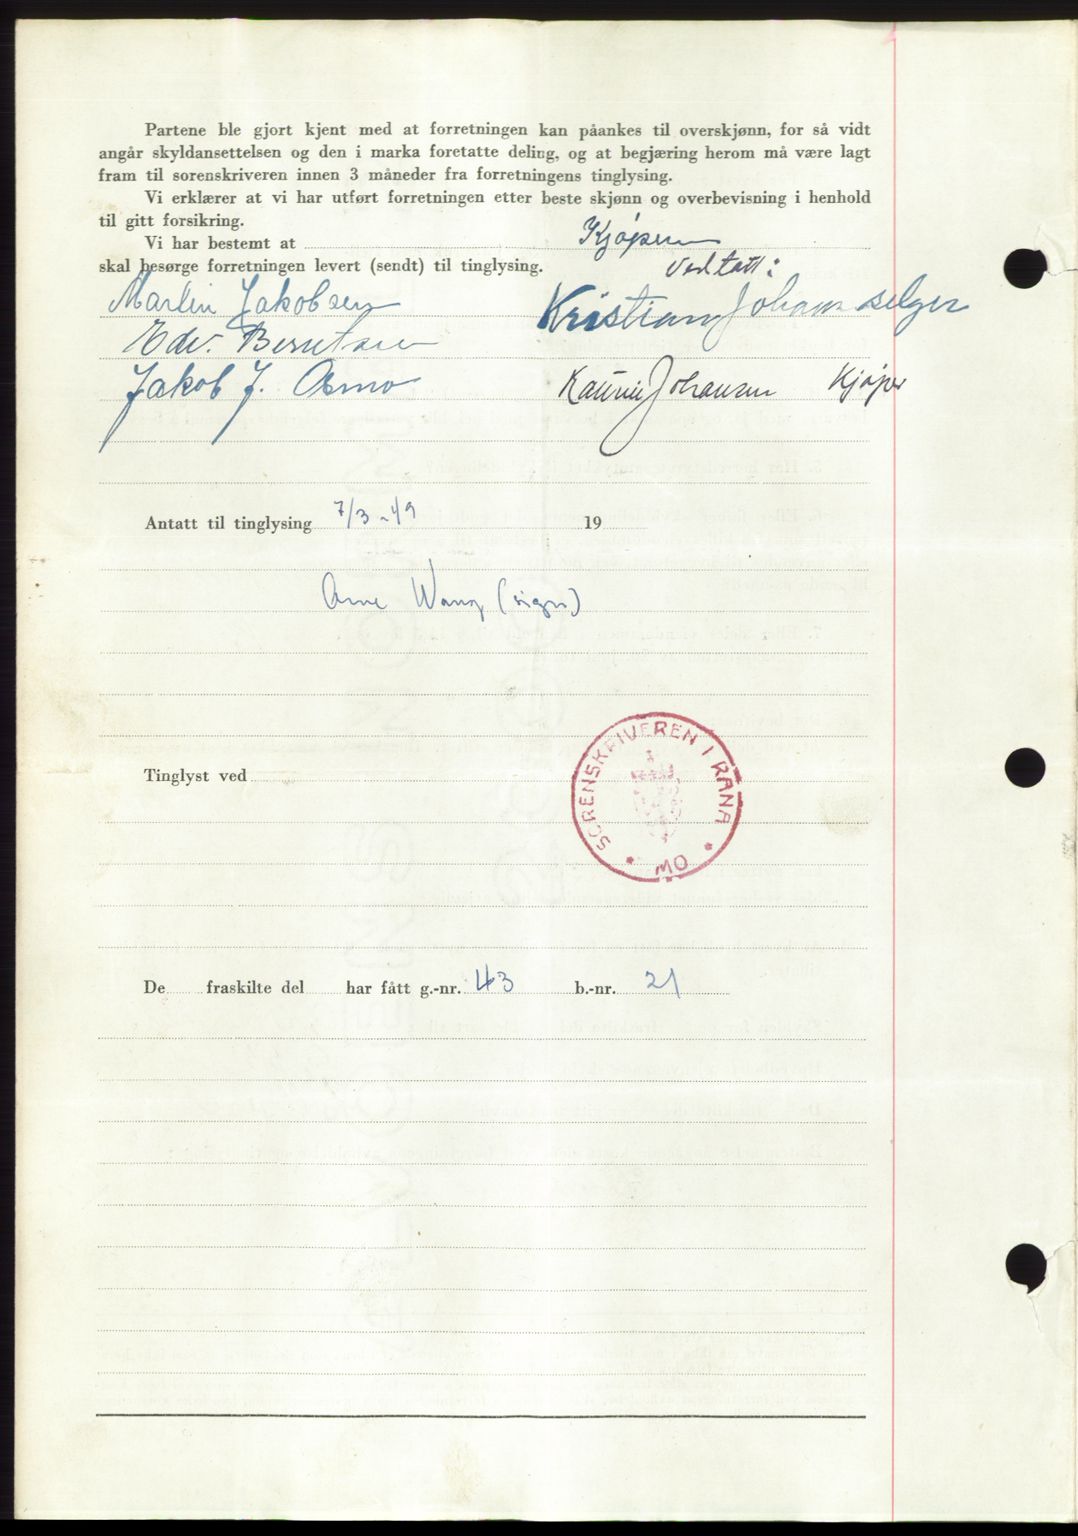 Partene ble gjort kjent med at forretningen kan påankes til overskjønn, for så vidt
angår skyldansettelsen og den i marka foretatte deling, og at begjæring herom må være lagt
fram til sorenskriveren innen 3 måneder fra forretningens tinglysing.
Vi erklærer at vi har utført forretningen etter beste skjønn og overbevisning i henhold
til gitt forsikring.
Vi har bestemt at Kjøperen
skal besørge forretningen levert (sendt) til tinglysing.
Vedtatt:
Martin Jakobsen Kristian Johans selger
Edv. Berntsen
Jakob J. Osmo Johansen Kjøper
Antatt til tinglysing 7/3-49 19
Arne Wang (sign)
SORENSKRIVEREN I RANA
MO
Tinglyst ved
De fraskilte del har fått g.-nr. 43 b.-nr. 21